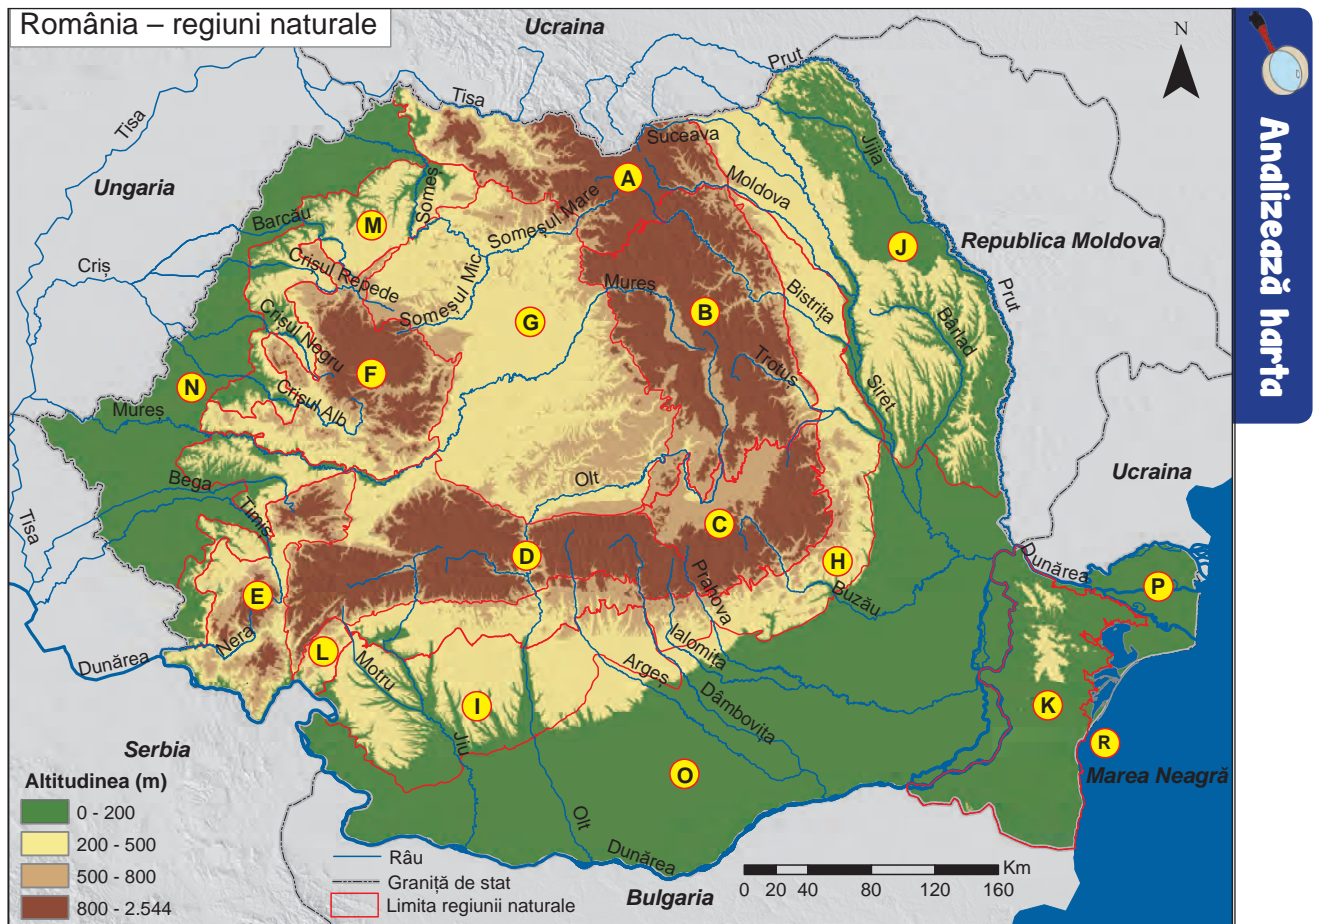 România – regiuni naturale
Ucraina
N
Analizează harta
Prut
Tisa
Tisa
Suceava
Jijia
Ungaria
A
Moldova
Someș
Someșul Mare
Barcău
M
J
Republica Moldova
Criș
Crișul Repede
Someșul Mic
Mureș
Bistrița
Prut
G
B
Bârlad
Crișul Negru
Trotuș
F
N
Siret
Crișul Alb
Mureș
Ucraina
Olt
Bega
Timiș
Tisa
C
D
H
Dunărea
P
Prahova
E
Buzău
Nera
Ialomița
Dunărea
L
Motru
Argeș
Dâmbovița
I
K
Jiu
R
Serbia
Marea Neagră
O
Altitudinea (m)
0 - 200
Olt
200 - 500
Dunărea
Râu
500 - 800
Graniță de stat
Km
800 - 2.544
Limita regiunii naturale
Bulgaria
0 20 40 80 120 160